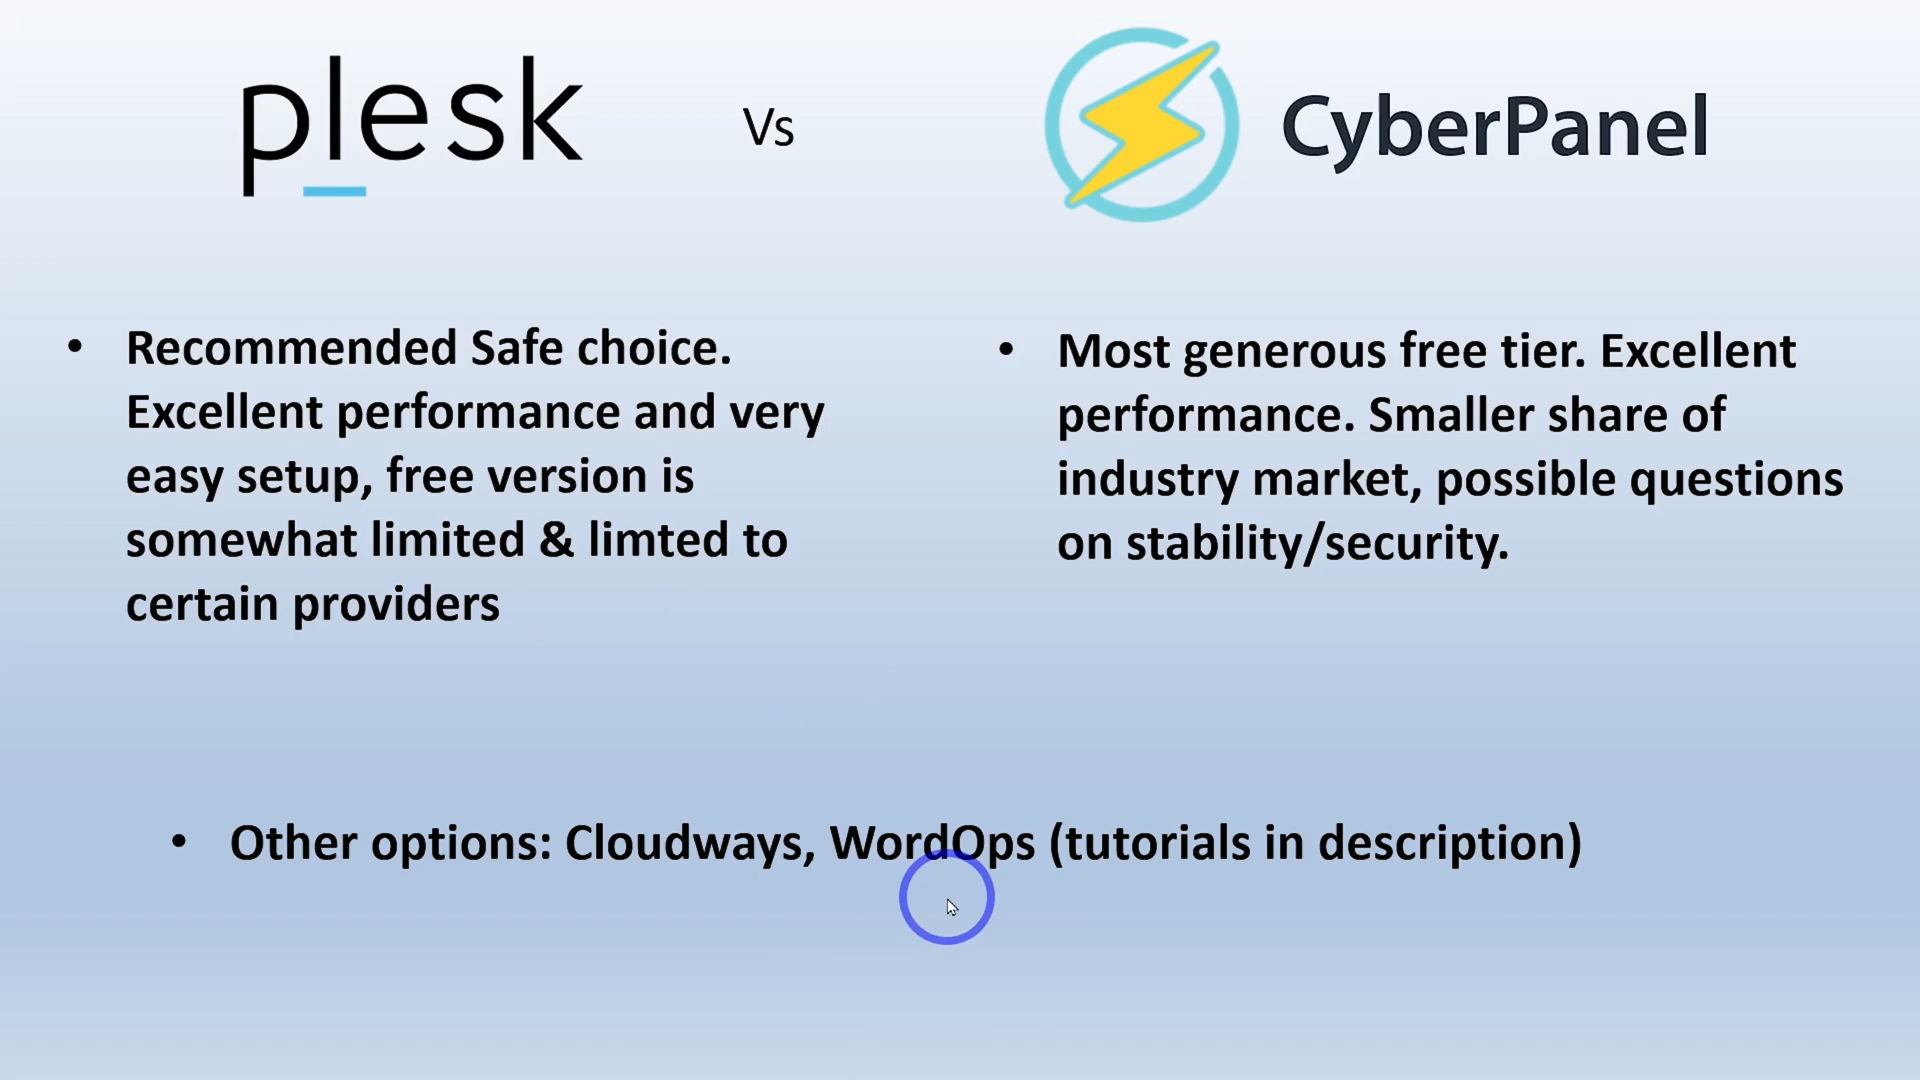 plesk
Vs
CyberPanel
• Recommended Safe choice.
Excellent performance and very
easy setup, free version is
somewhat limited & limted to
certain providers
• Most generous free tier. Excellent
performance. Smaller share of
industry market, possible questions
on stability/security.
• Other options: Cloudways, WordOps (tutorials in description)